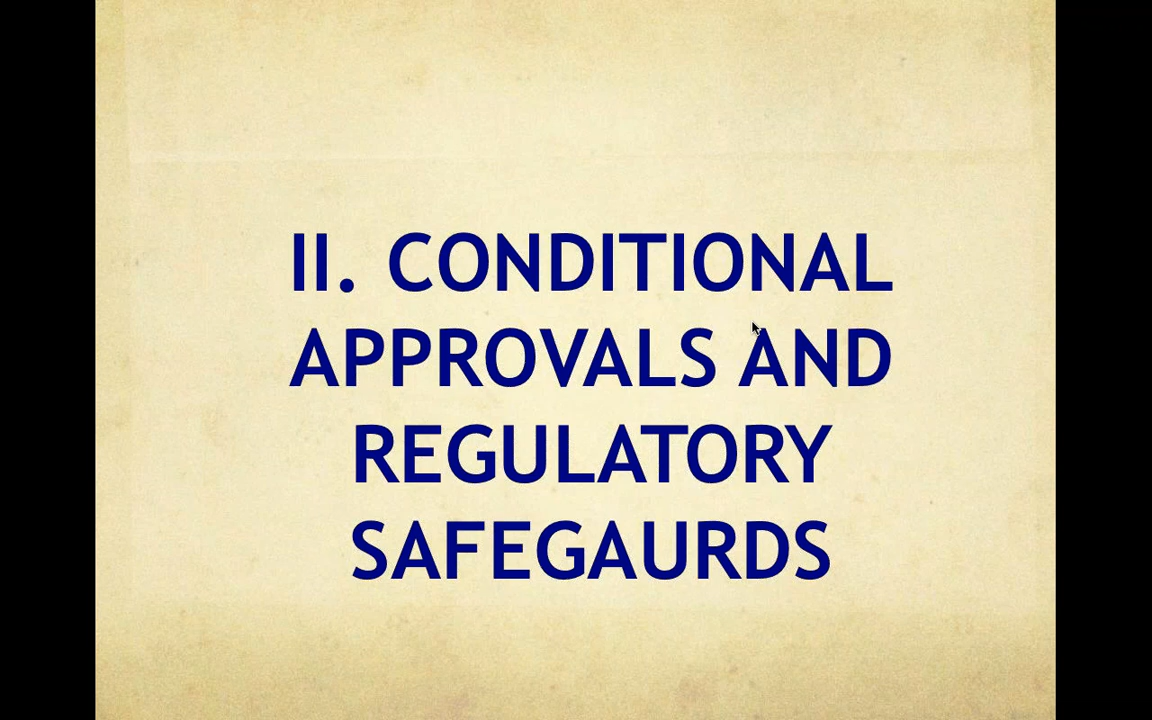 II. CONDITIONAL
APPROVALS AND
REGULATORY
SAFEGAURDS